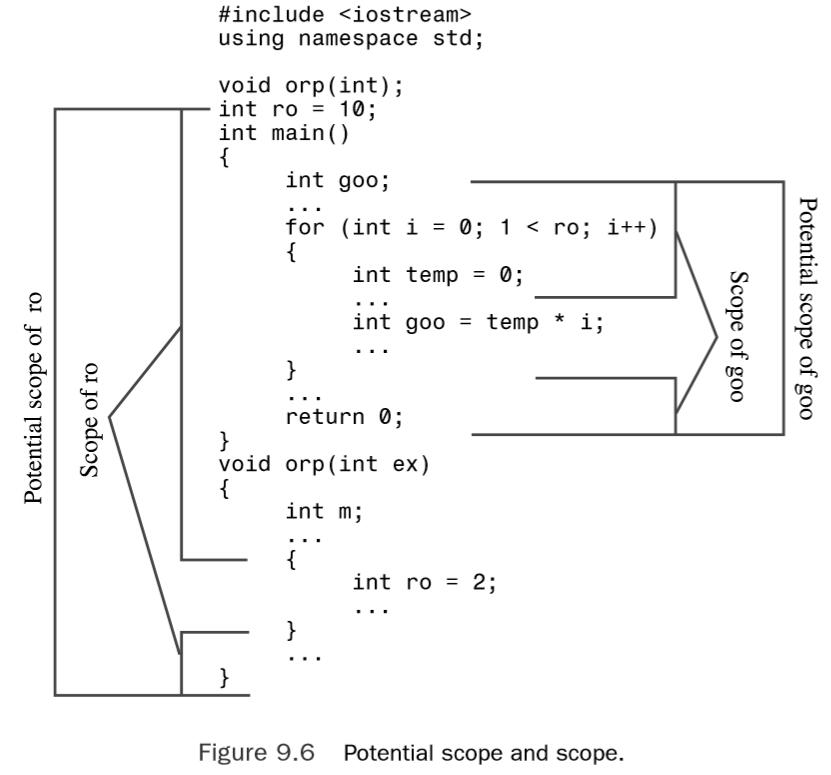 #include <iostream>
using namespace std;
void orp(int);
int ro = 10;
int main()
{
int goo;
...
for (int i = 0; 1 < ro; i++)
{
int temp = 0;
...
int goo = temp * i;
...
}
...
return 0;
}
void orp(int ex)
{
int m;
...
{
int ro = 2;
...
}
...
}
Potential scope of ro
Scope of ro
Scope of goo
Potential scope of goo
Figure 9.6 Potential scope and scope.